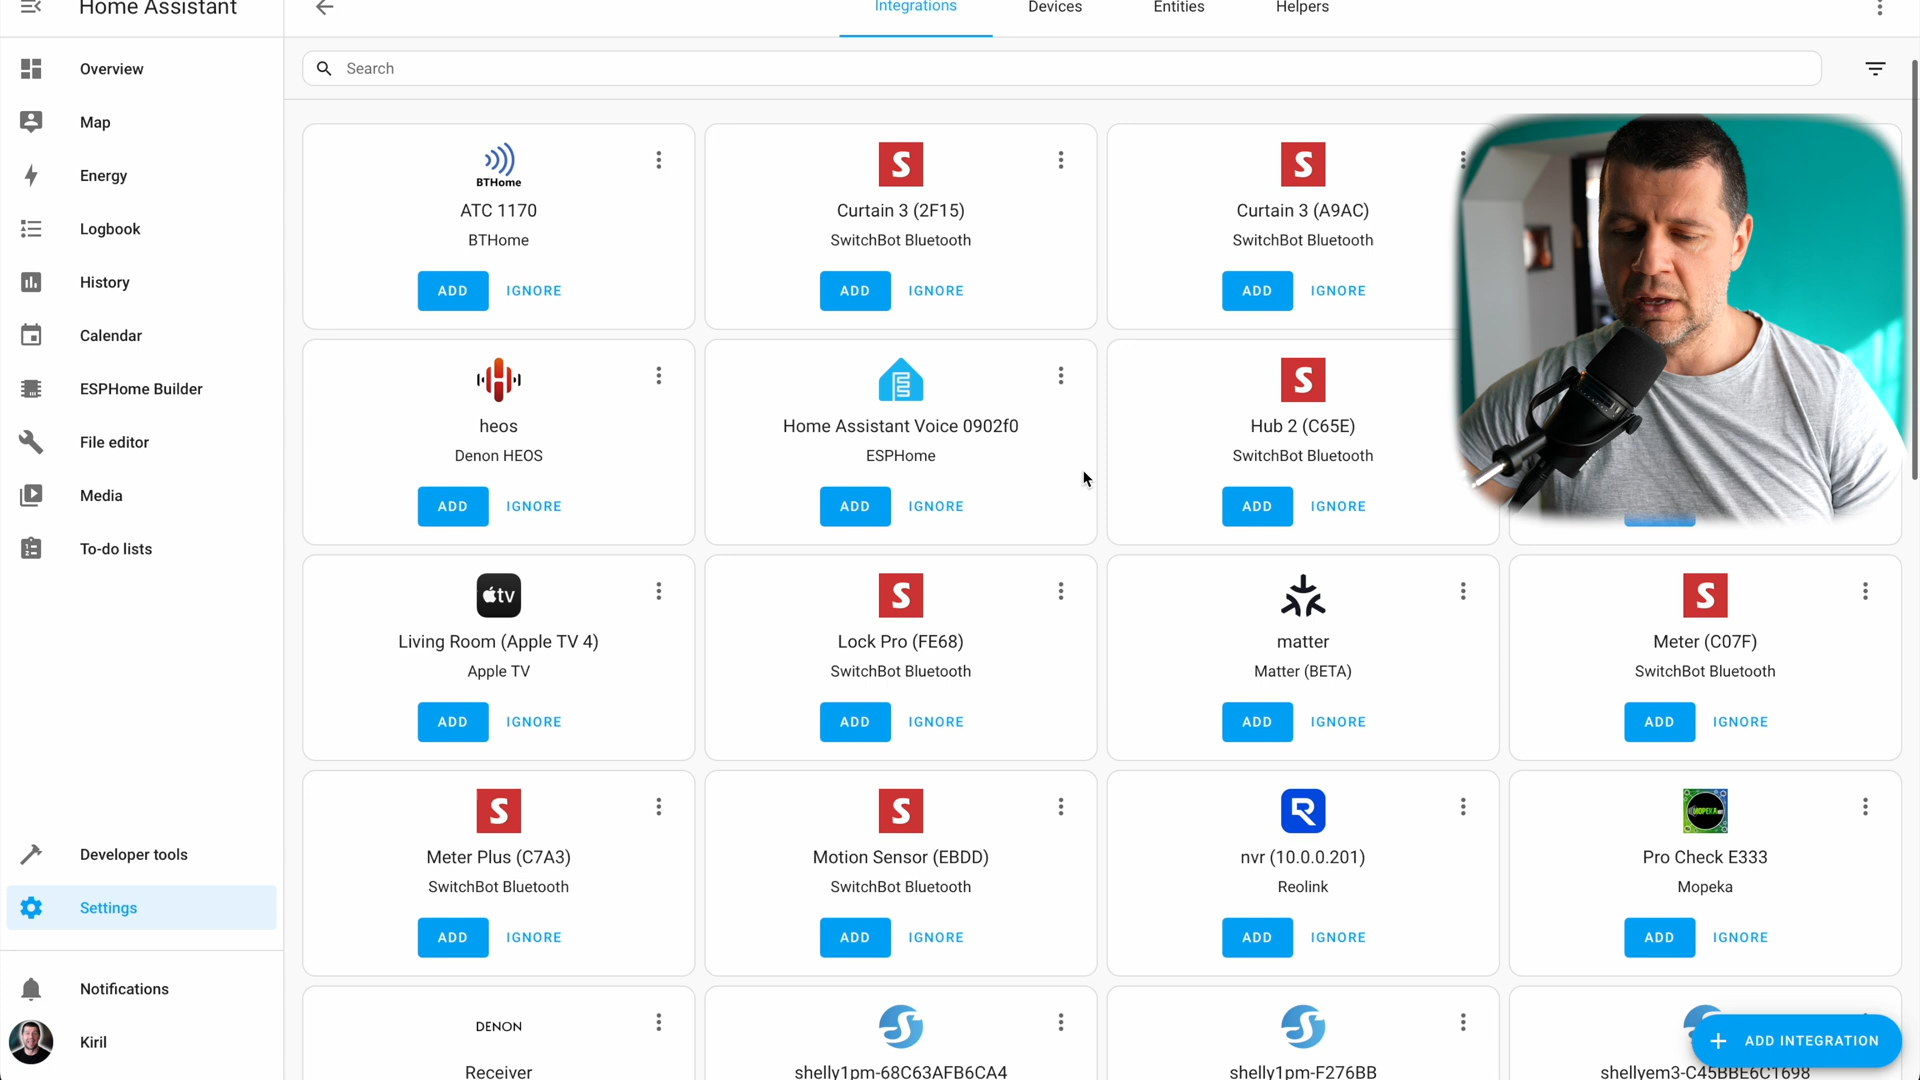 Home Assistant
Integrations
Devices
Entities
Helpers
Search
Overview
Map
Energy
Logbook
History
Calendar
ESPHome Builder
File editor
Media
To-do lists
Developer tools
Settings
Notifications
Kiril
BTHome
ATC 1170
BTHome
ADD IGNORE
S
Curtain 3 (2F15)
SwitchBot Bluetooth
ADD IGNORE
S
Curtain 3 (A9AC)
SwitchBot Bluetooth
ADD IGNORE
heos
Denon HEOS
ADD IGNORE
Home Assistant Voice 0902f0
ESPHome
ADD IGNORE
S
Hub 2 (C65E)
SwitchBot Bluetooth
ADD IGNORE
tv
Living Room (Apple TV 4)
Apple TV
ADD IGNORE
S
Lock Pro (FE68)
SwitchBot Bluetooth
ADD IGNORE
matter
Matter (BETA)
ADD IGNORE
S
Meter (C07F)
SwitchBot Bluetooth
ADD IGNORE
S
Meter Plus (C7A3)
SwitchBot Bluetooth
ADD IGNORE
S
Motion Sensor (EBDD)
SwitchBot Bluetooth
ADD IGNORE
R
nvr (10.0.0.201)
Reolink
ADD IGNORE
MOPEKA
Pro Check E333
Mopeka
ADD IGNORE
DENON
Receiver
shelly1pm-68C63AFB6CA4
shelly1pm-F276BB
shellyem3-C45BBE6C1698
ADD INTEGRATION